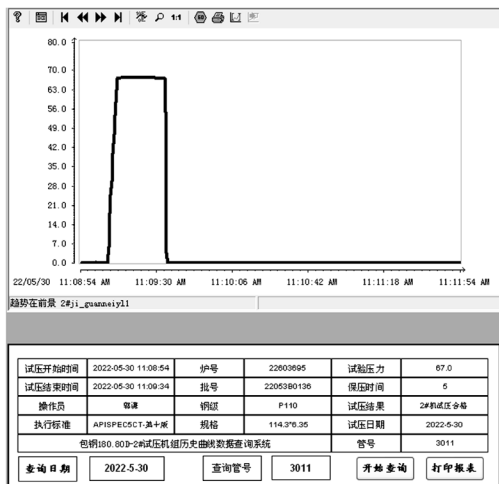 ?
1:1
80.0
70.0
63.0
56.0
49.0
42.0
35.0
28.0
21.0
14.0
7.0
0.0
22/05/30 11:08:54 AM 11:09:30 AM 11:10:06 AM 11:10:42 AM 11:11:18 AM 11:11:54 AM
趋势在前景 2#ji_guanneiyl1
试压开始时间 2022-05-30 11:08:54 炉号 22603695 试验压力 67.0
试压结束时间 2022-05-30 11:09:34 批号 22053B0136 保压时间 5
操作员 钢级 P110 试压结果 2#机试压合格
执行标准 APISPEC5CT-第十版 规格 114.3*6.35 试压日期 2022-5-30
包钢180.80D-2#试压机组历史曲线数据查询系统 管号 3011
查询日期 2022-5-30 查询管号 3011 开始查询 打印报表